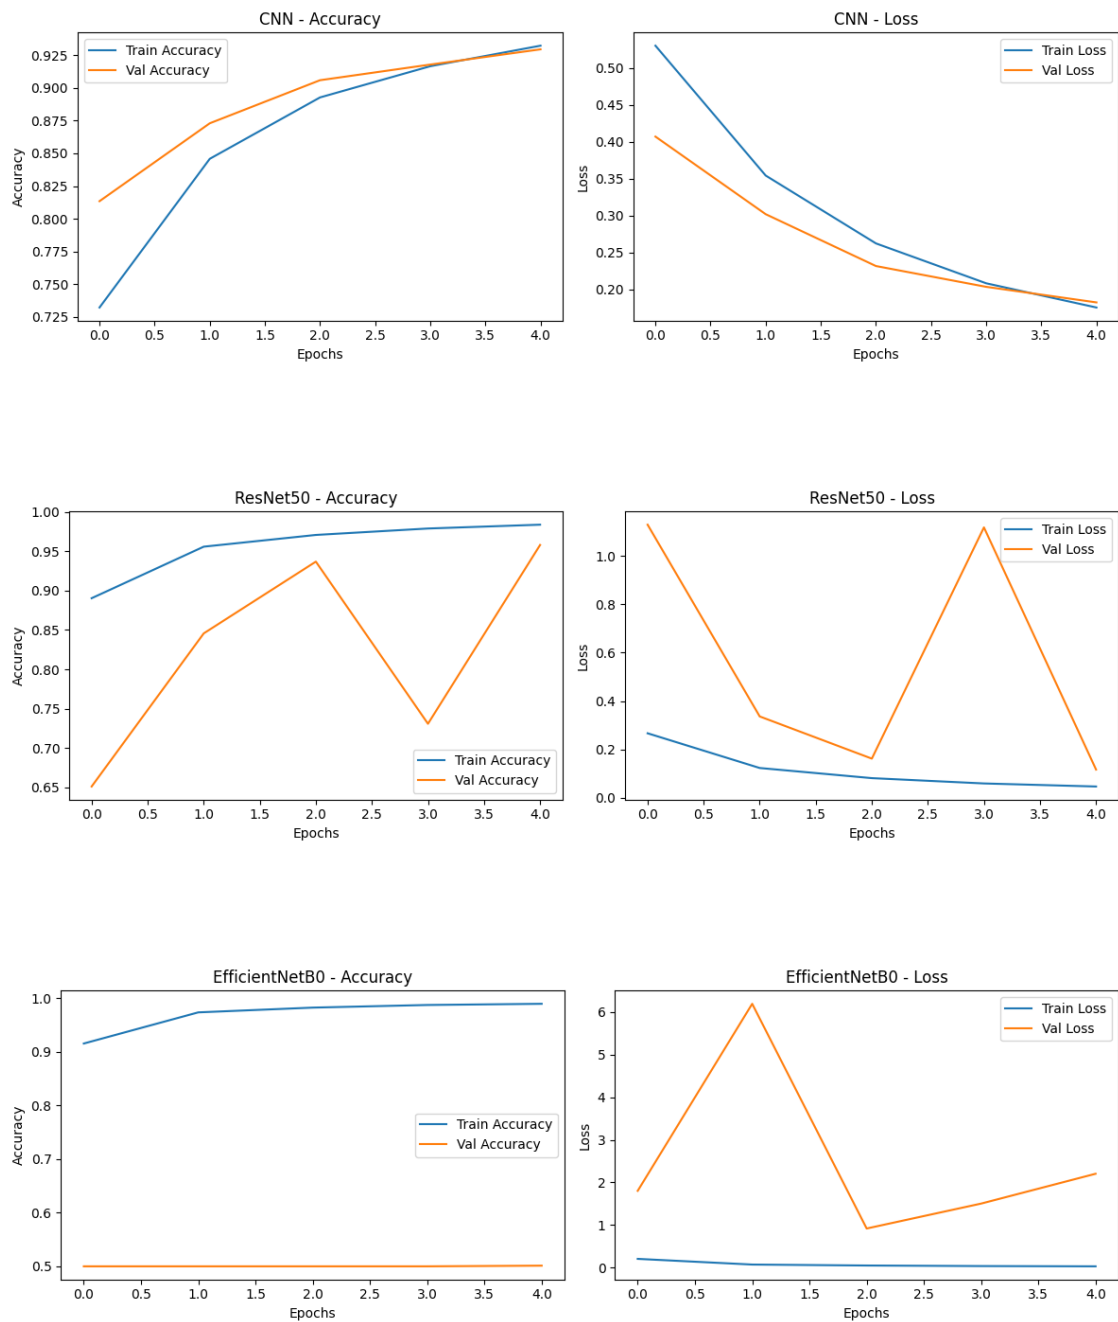 CNN - Accuracy
0.925
0.900
0.875
0.850
0.825
0.800
0.775
0.750
0.725
Accuracy
Train Accuracy
Val Accuracy
0.0 0.5 1.0 1.5 2.0 2.5 3.0 3.5 4.0
Epochs
CNN - Loss
0.50
0.45
0.40
0.35
0.30
0.25
0.20
Loss
Train Loss
Val Loss
0.0 0.5 1.0 1.5 2.0 2.5 3.0 3.5 4.0
Epochs
ResNet50 - Accuracy
1.00
0.95
0.90
0.85
0.80
0.75
0.70
0.65
Accuracy
Train Accuracy
Val Accuracy
0.0 0.5 1.0 1.5 2.0 2.5 3.0 3.5 4.0
Epochs
ResNet50 - Loss
1.0
0.8
0.6
0.4
0.2
0.0
Loss
Train Loss
Val Loss
0.0 0.5 1.0 1.5 2.0 2.5 3.0 3.5 4.0
Epochs
EfficientNetB0 - Accuracy
1.0
0.9
0.8
0.7
0.6
0.5
Accuracy
Train Accuracy
Val Accuracy
0.0 0.5 1.0 1.5 2.0 2.5 3.0 3.5 4.0
Epochs
EfficientNetB0 - Loss
6
5
4
3
2
1
0
Loss
Train Loss
Val Loss
0.0 0.5 1.0 1.5 2.0 2.5 3.0 3.5 4.0
Epochs